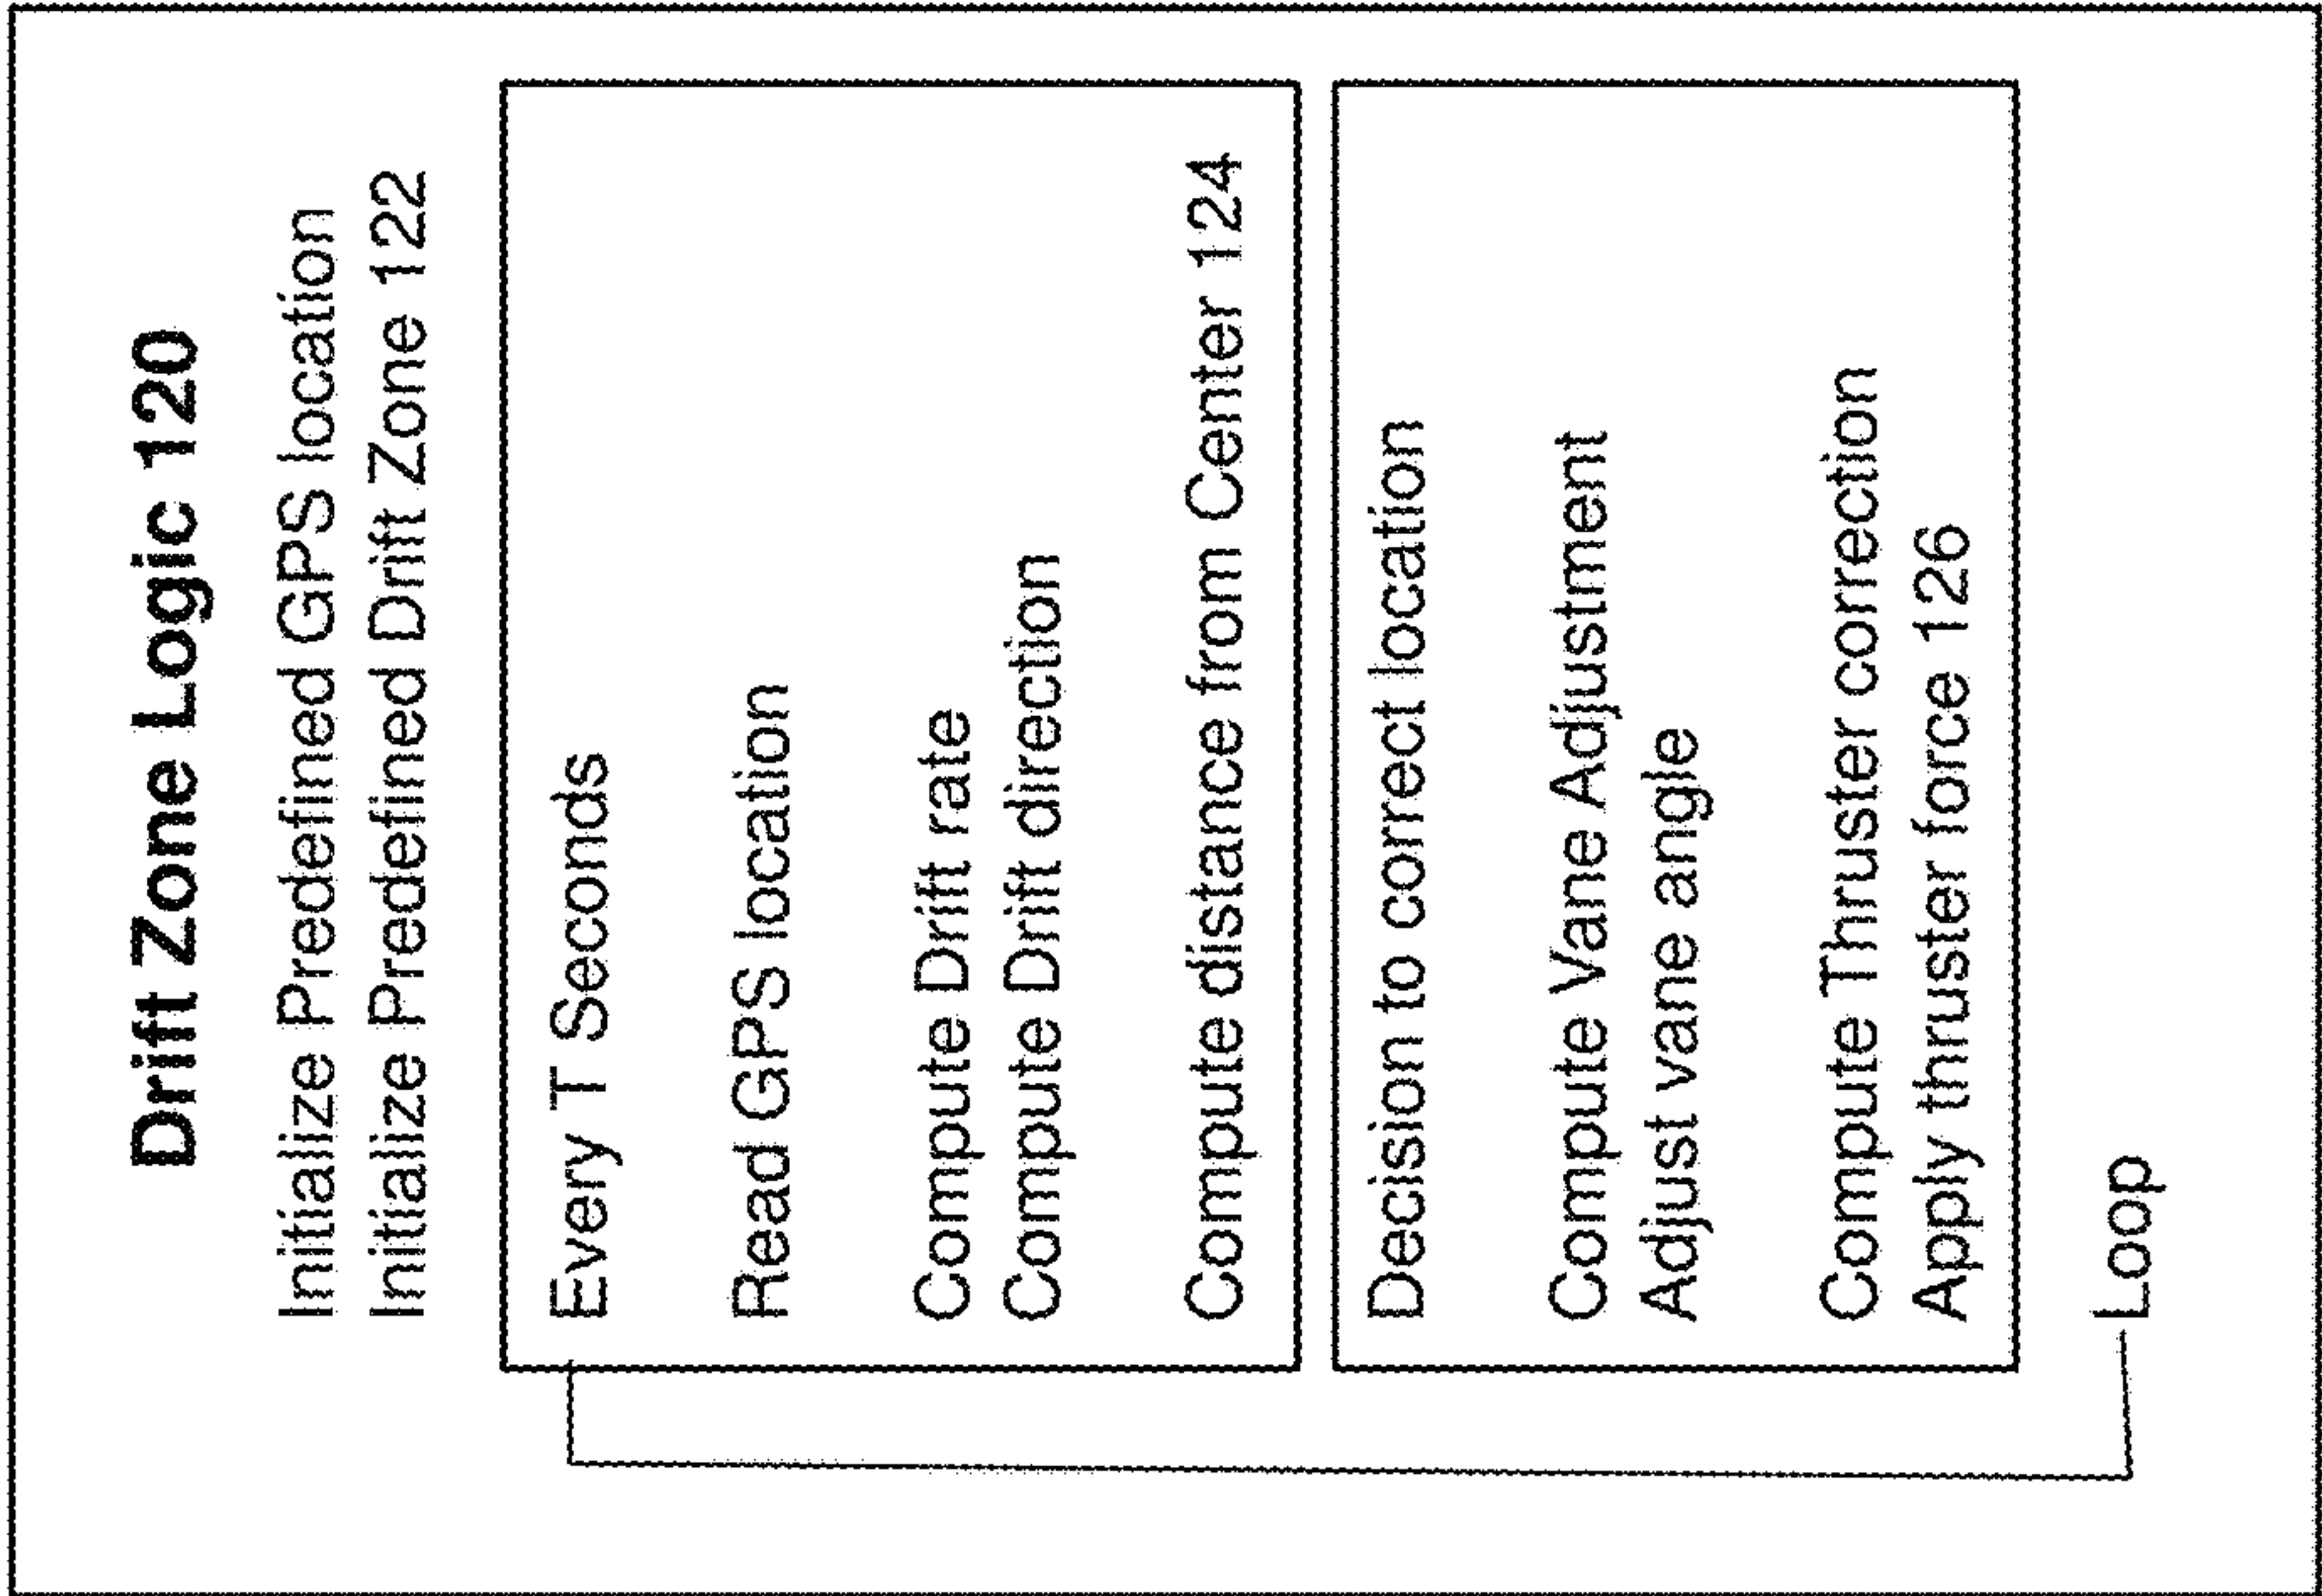 Drift Zone Logic 120
Initialize Predefined GPS location
Initialize Predefined Drift Zone 122
Every T Seconds
Read GPS location
Compute Drift rate
Compute Drift direction
Compute distance from Center 124
Decision to correct location
Compute Vane Adjustment
Adjust vane angle
Compute Thruster correction
Apply thruster force 126
Loop